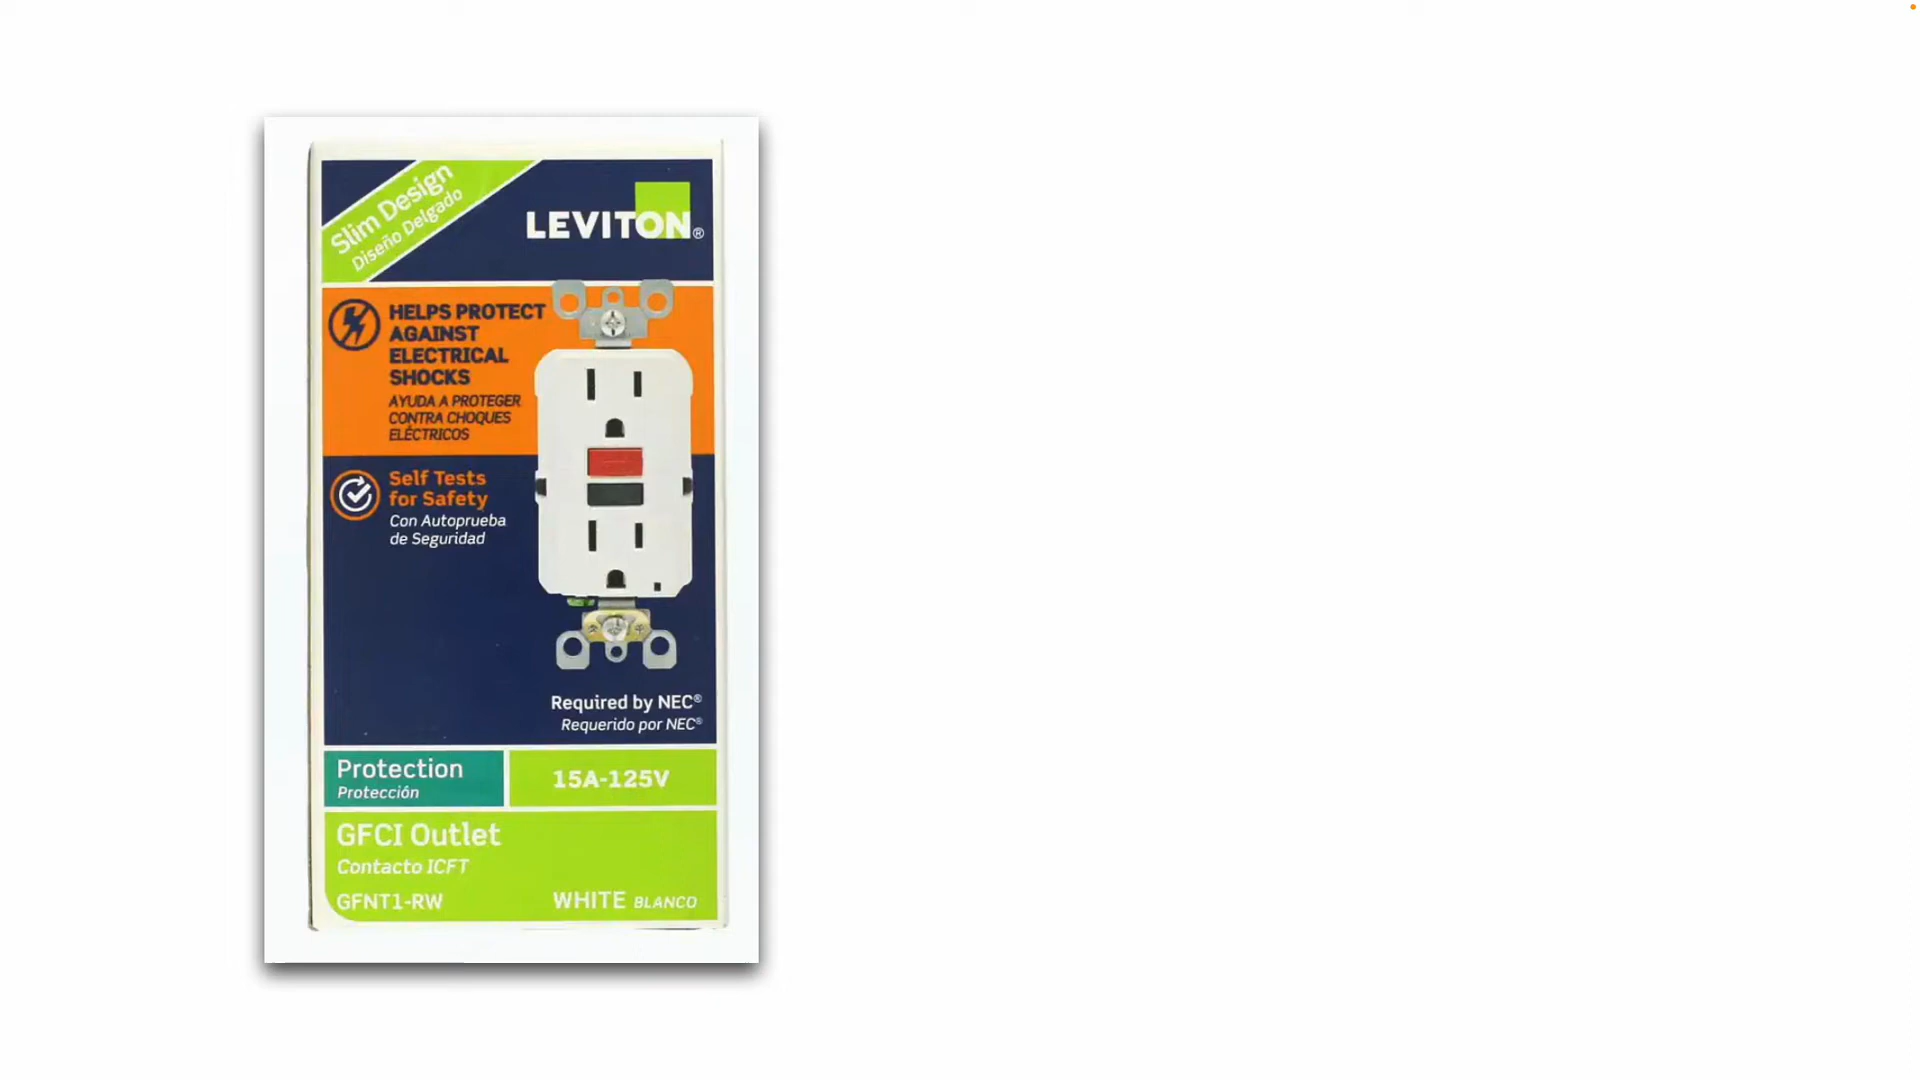 Slim Design
Diseño Delgado
LEVITON®
HELPS PROTECT
AGAINST
ELECTRICAL
SHOCKS
AYUDA A PROTEGER
CONTRA CHOQUES
ELÉCTRICOS
Self Tests
for Safety
Con Autoprueba
de Seguridad
Required by NEC®
Requerido por NEC®
Protection
Protección
15A-125V
GFCI Outlet
Contacto ICFT
GFNT1-RW
WHITE BLANCO